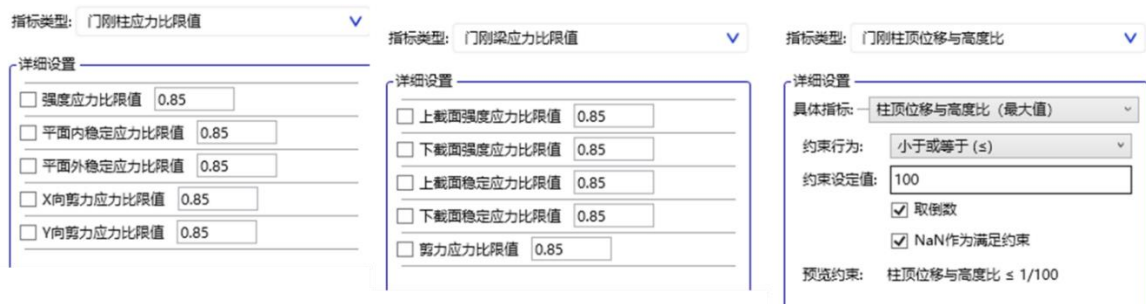 指标类型: 门刚柱应力比限值
详细设置
强度应力比限值 0.85
平面内稳定应力比限值 0.85
平面外稳定应力比限值 0.85
X向剪力应力比限值 0.85
Y向剪力应力比限值 0.85
指标类型: 门刚梁应力比限值
详细设置
上截面强度应力比限值 0.85
下截面强度应力比限值 0.85
上截面稳定应力比限值 0.85
下截面稳定应力比限值 0.85
剪力应力比限值 0.85
指标类型: 门刚柱顶位移与高度比
详细设置
具体指标: 柱顶位移与高度比（最大值）
约束行为: 小于或等于 (≤)
约束设定值: 100
取倒数
NaN作为满足约束
预览约束: 柱顶位移与高度比 ≤ 1/100